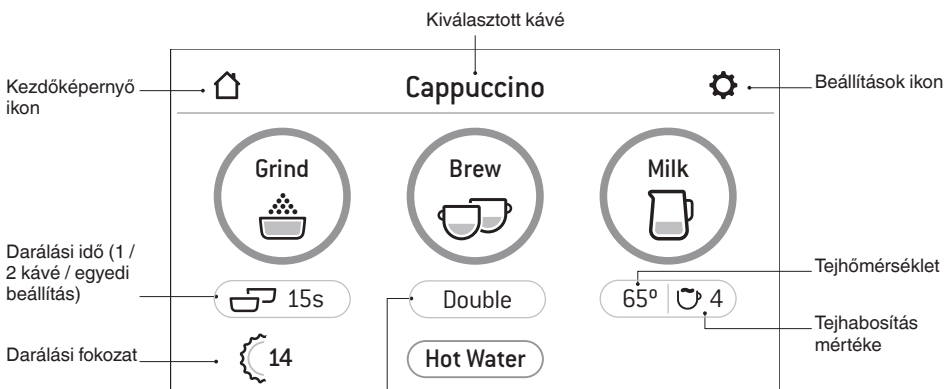 Kiválasztott kávé
Kezdőképernyő
ikon
Cappuccino
Beállítások ikon
Grind
Brew
Milk
Darálási idő (1 /
2 kávé / egyedi
beállítás)
15s
Double
65º
4
Tejhőmérséklet
Tejhabosítás
mértéke
Darálási fokozat
14
Hot Water